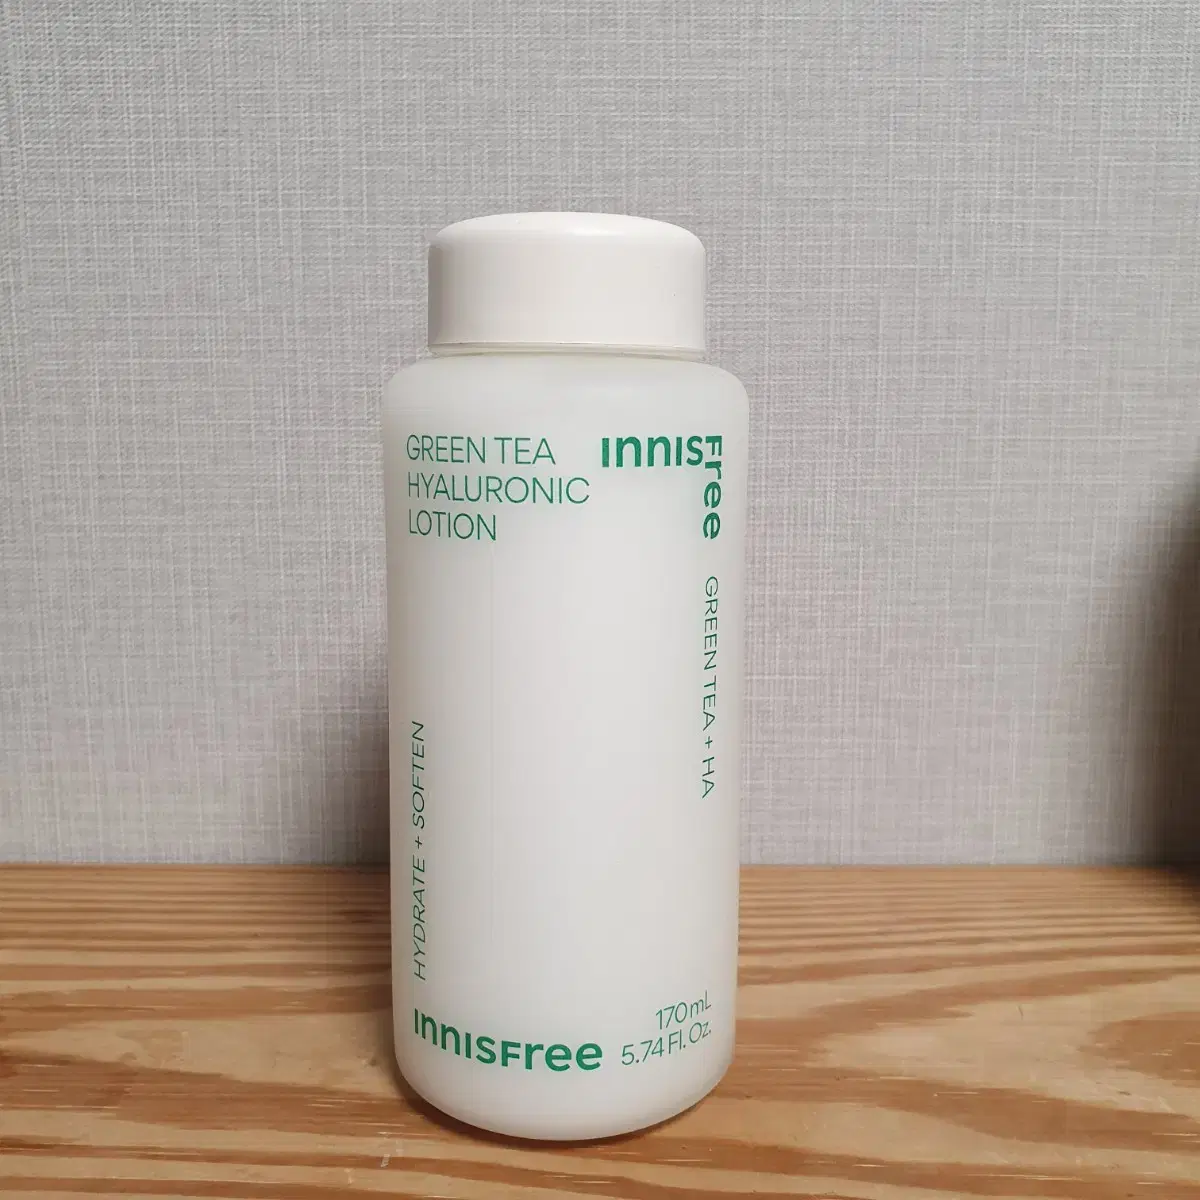 GREEN TEA
HYALURONIC
LOTION
INNISFree
GREEN TEA + HA
HYDRATE + SOFTEN
INNISFree
170mL
5.74 Fl. Oz.